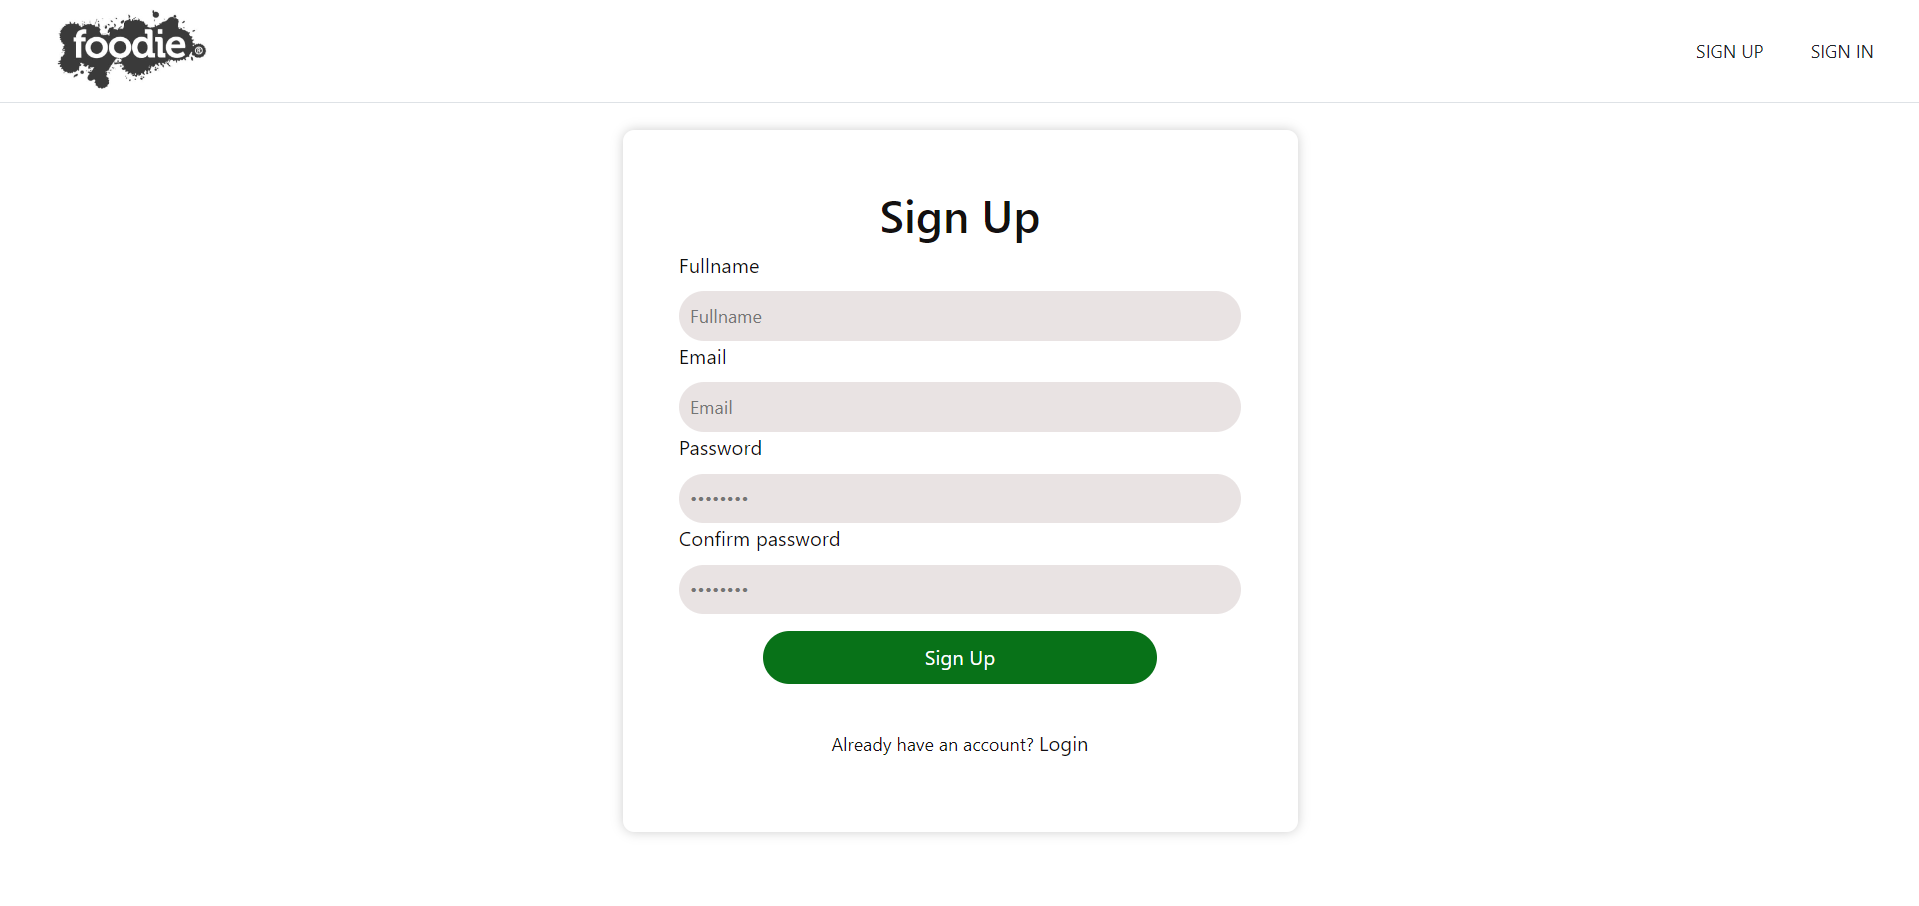 foodie®
SIGN UP SIGN IN
Sign Up
Fullname
Fullname
Email
Email
Password
••••••••
Confirm password
••••••••
Sign Up
Already have an account? Login